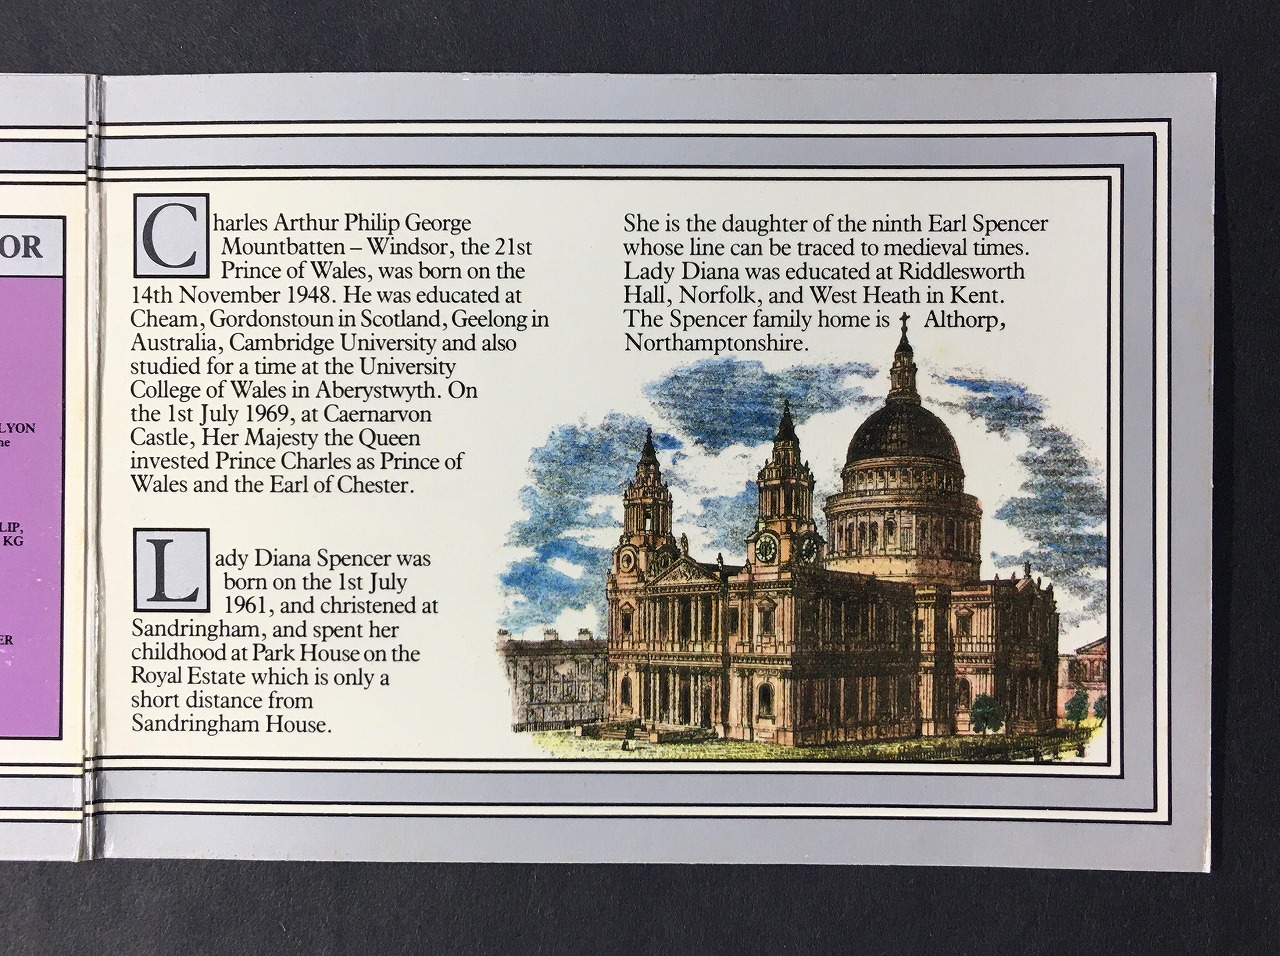 OR
LYON
he
LIP,
KG
ER
Charles Arthur Philip George
Mountbatten – Windsor, the 21st
Prince of Wales, was born on the
14th November 1948. He was educated at
Cheam, Gordonstoun in Scotland, Geelong in
Australia, Cambridge University and also
studied for a time at the University
College of Wales in Aberystwyth. On
the 1st July 1969, at Caernarvon
Castle, Her Majesty the Queen
invested Prince Charles as Prince of
Wales and the Earl of Chester.
Lady Diana Spencer was
born on the 1st July
1961, and christened at
Sandringham, and spent her
childhood at Park House on the
Royal Estate which is only a
short distance from
Sandringham House.
She is the daughter of the ninth Earl Spencer
whose line can be traced to medieval times.
Lady Diana was educated at Riddlesworth
Hall, Norfolk, and West Heath in Kent.
The Spencer family home is Althorp,
Northamptonshire.